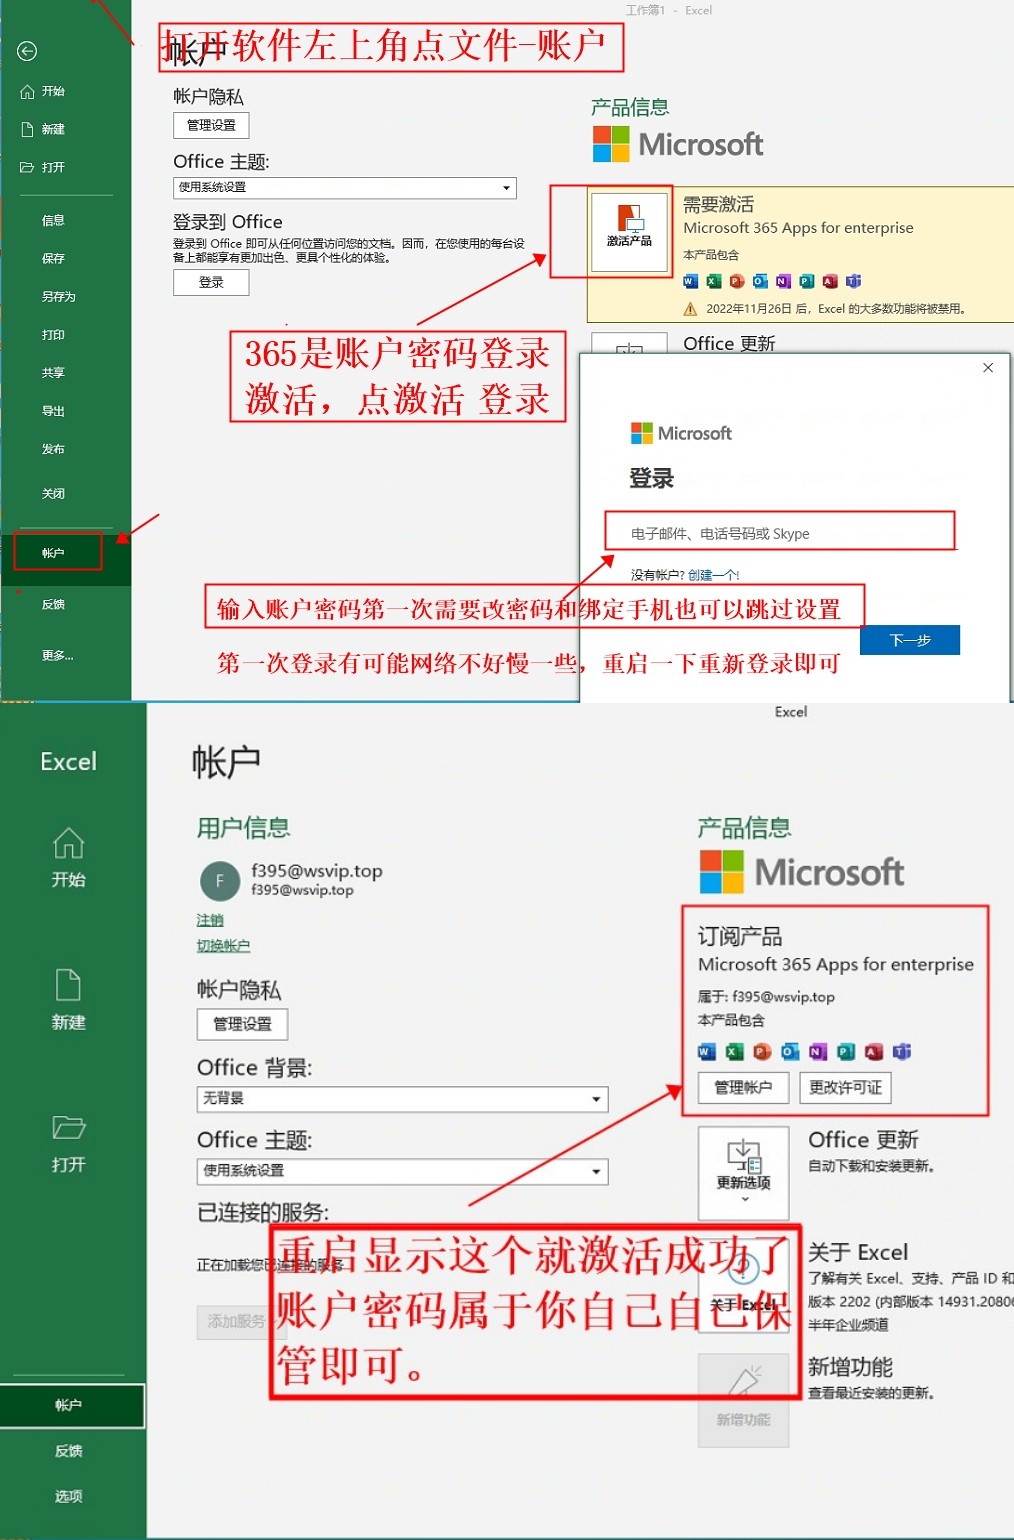 工作簿1 - Excel
打开软件左上角点文件-账户
帐户
开始
新建
打开
信息
保存
另存为
打印
共享
导出
发布
关闭
帐户
反馈
更多...
帐户隐私
管理设置
Office 主题:
使用系统设置
登录到 Office
登录到 Office 即可从任何位置访问您的文档。因而，在您使用的每台设
备上都能享有更加出色、更具个性化的体验。
登录
365是账户密码登录
激活，点激活 登录
产品信息
Microsoft
激活产品
需要激活
Microsoft 365 Apps for enterprise
本产品包含
2022年11月26日 后，Excel 的大多数功能将被禁用。
Office 更新
Microsoft
登录
电子邮件、电话号码或 Skype
没有帐户? 创建一个!
输入账户密码第一次需要改密码和绑定手机也可以跳过设置
下一步
第一次登录有可能网络不好慢一些，重启一下重新登录即可
Excel
Excel
开始
新建
打开
帐户
反馈
选项
帐户
用户信息
F
f395@wsvip.top
f395@wsvip.top
注销
切换帐户
帐户隐私
管理设置
Office 背景:
无背景
Office 主题:
使用系统设置
已连接的服务:
正在加载您已连接的服务
添加服务
重启显示这个就激活成功了
账户密码属于你自己自己保
管即可。
产品信息
Microsoft
订阅产品
Microsoft 365 Apps for enterprise
属于: f395@wsvip.top
本产品包含
管理帐户
更改许可证
更新选项
Office 更新
自动下载和安装更新。
关于 Excel
关于 Excel
了解有关 Excel、支持、产品 ID 和
版本 2202 (内部版本 14931.20806
半年企业频道
新增功能
新增功能
查看最近安装的更新。